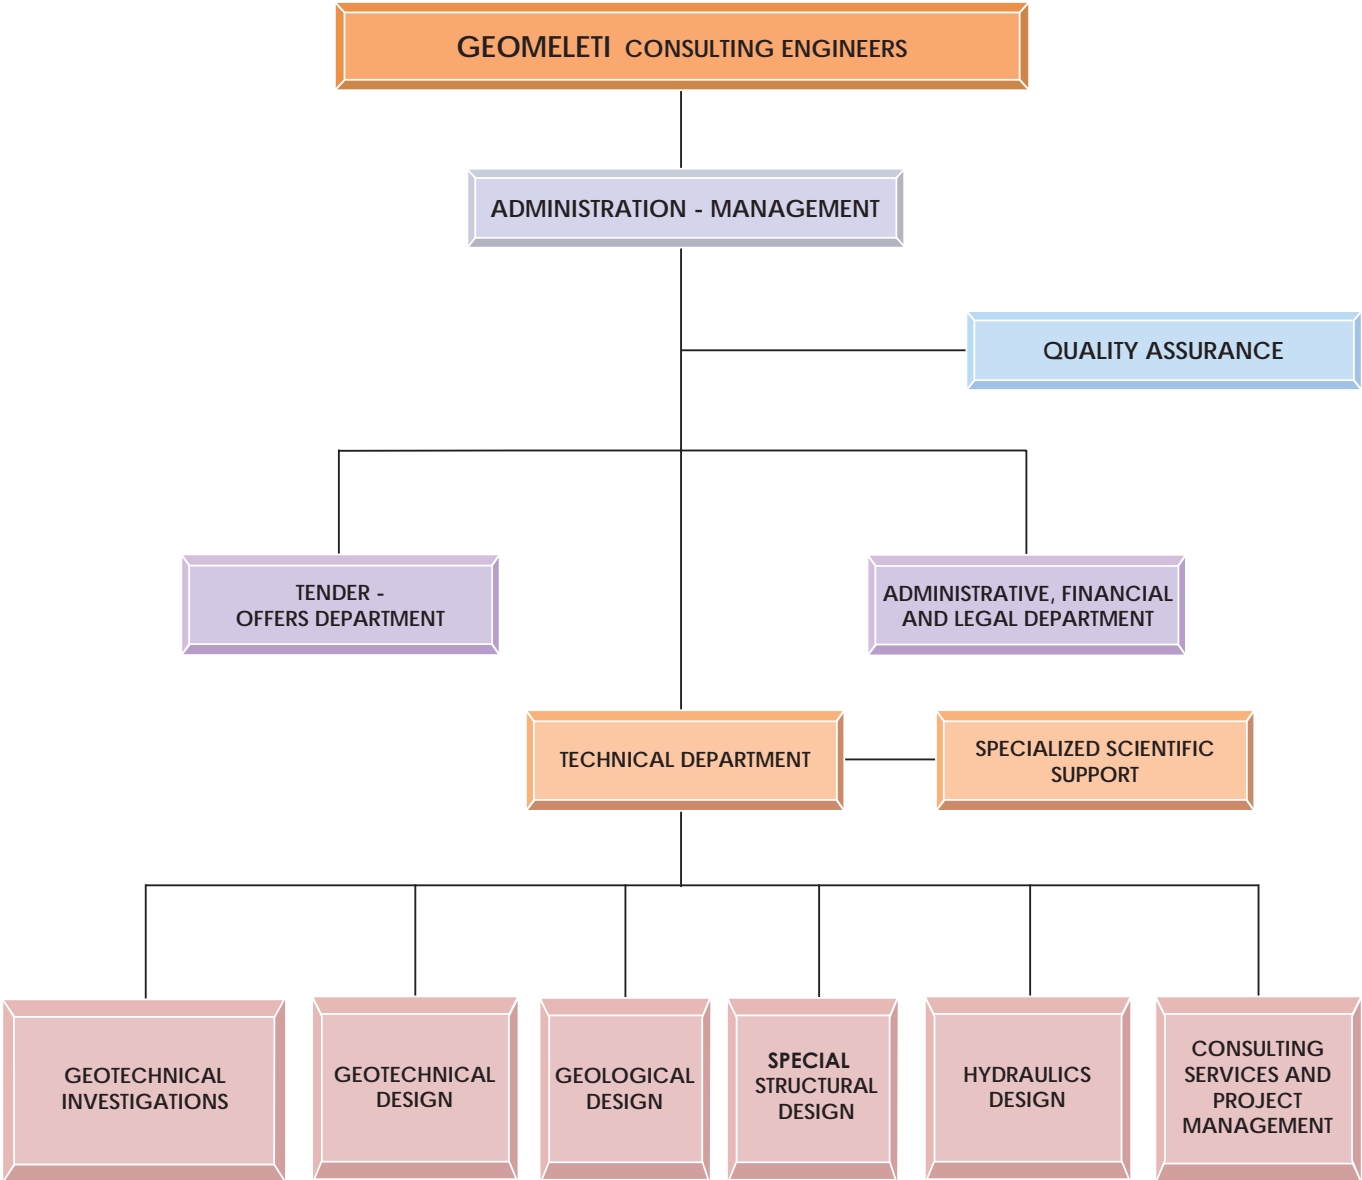 GEOMELETI CONSULTING ENGINEERS
ADMINISTRATION - MANAGEMENT
QUALITY ASSURANCE
TENDER -
OFFERS DEPARTMENT
ADMINISTRATIVE, FINANCIAL
AND LEGAL DEPARTMENT
TECHNICAL DEPARTMENT
SPECIALIZED SCIENTIFIC
SUPPORT
GEOTECHNICAL
INVESTIGATIONS
GEOTECHNICAL
DESIGN
GEOLOGICAL
DESIGN
SPECIAL
STRUCTURAL
DESIGN
HYDRAULICS
DESIGN
CONSULTING
SERVICES AND
PROJECT
MANAGEMENT